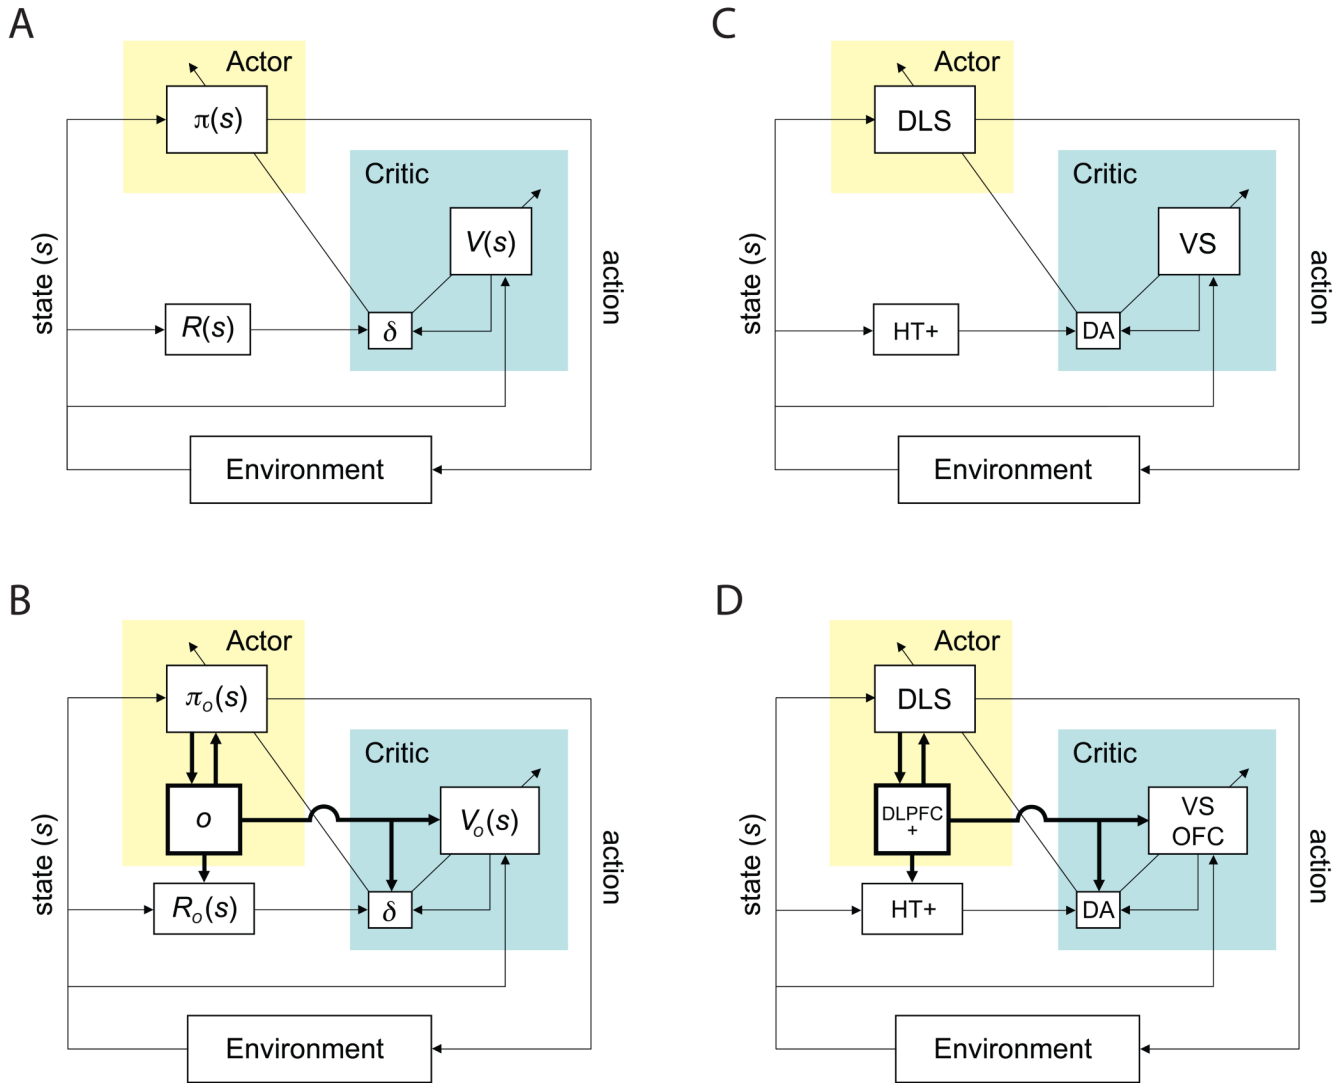 A
Actor
π(s)
Critic
V(s)
state (s)
action
R(s)
δ
Environment
C
Actor
DLS
Critic
VS
state (s)
action
HT+
DA
Environment
B
Actor
πo(s)
Critic
o
Vo(s)
state (s)
action
Ro(s)
δ
Environment
D
Actor
DLS
Critic
DLPFC
+
VS
OFC
state (s)
action
HT+
DA
Environment